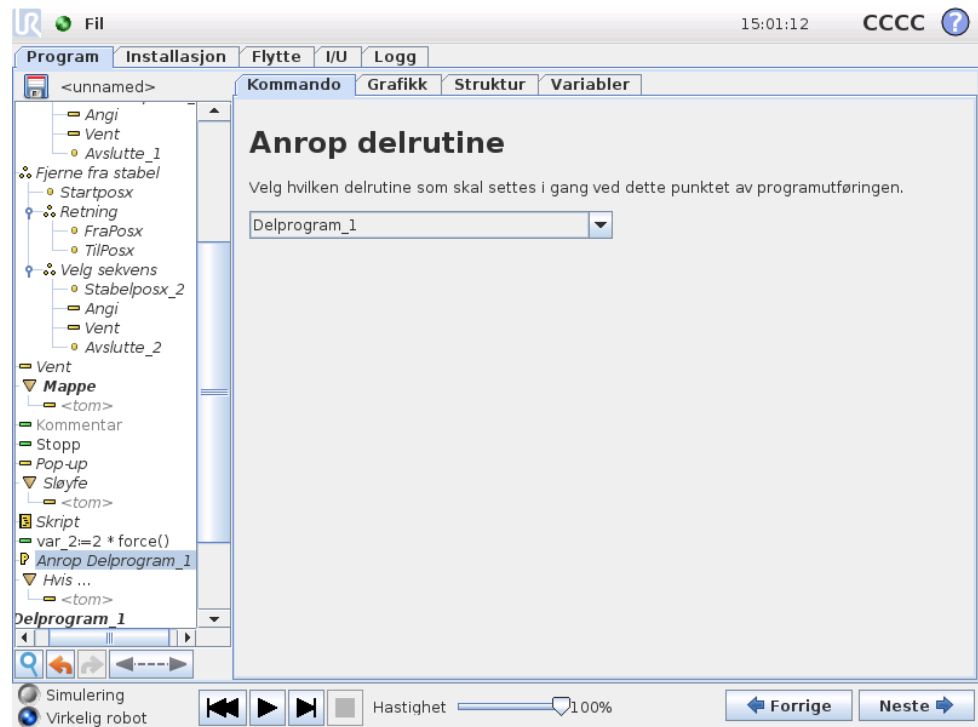 UR Fil 15:01:12 CCCC ?
Program Installasjon Flytte I/U Logg
<unnamed>
Kommando Grafikk Struktur Variabler
Angi
Vent
Avslutte_1
Fjerne fra stabel
Startposx
Retning
FraPosx
TilPosx
Velg sekvens
Stabelposx_2
Angi
Vent
Avslutte_2
Vent
Mappe
<tom>
Kommentar
Stopp
Pop-up
Sløyfe
<tom>
Skript
var_2:=2 * force()
P Anrop Delprogram_1
Hvis ...
<tom>
Delprogram_1
Anrop delrutine
Velg hvilken delrutine som skal settes i gang ved dette punktet av programutføringen.
Delprogram_1
Simulering
Virkelig robot
Hastighet 100%
Forrige Neste